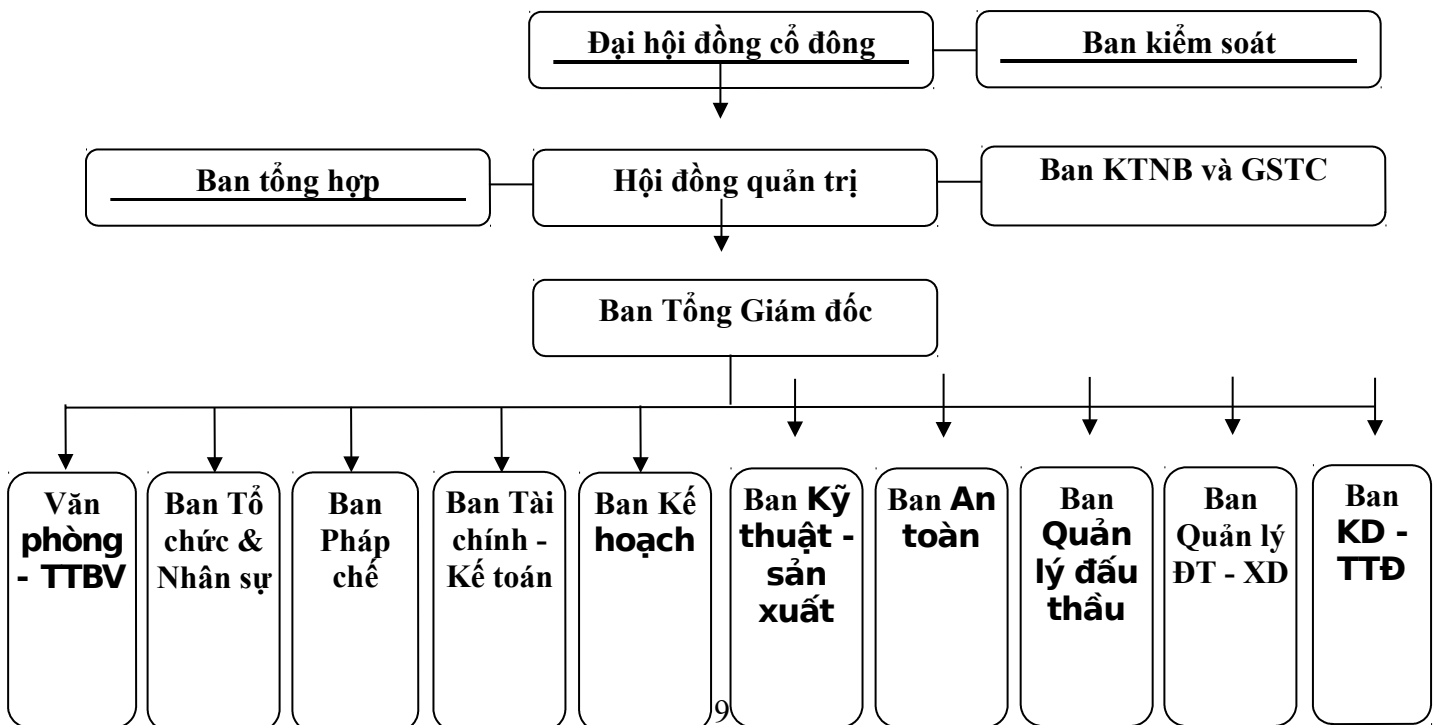 Đại hội đồng cổ đông
Ban kiểm soát
Ban tổng hợp
Hội đồng quản trị
Ban KTNB và GSTC
Ban Tổng Giám đốc
Văn
phòng
- TTBV
Ban Tổ
chức &
Nhân sự
Ban
Pháp
chế
Ban Tài
chính -
Kế toán
Ban Kế
hoạch
Ban Kỹ
thuật -
sản
xuất
Ban An
toàn
Ban
Quản
lý đấu
thầu
Ban
Quản lý
ĐT - XD
Ban
KD -
TTĐ
9